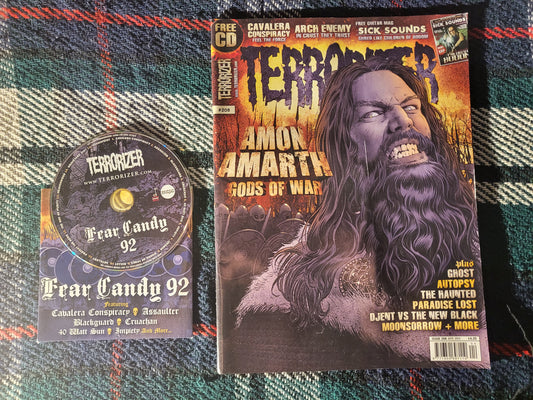 TERRORIZER
WWW.TERRORIZER.COM
Fear Candy
92
Fear Candy 92
Featuring
Cavalera Conspiracy Assaulter
Blackguard Cruachan
40 Watt Sun Impiety And More...
FREE
CD
CAVALERA
CONSPIRACY
FEEL THE FORCE
ARCH ENEMY
IN CHRIST THEY TRUST
FREE GUITAR MAG
SICK SOUNDS
SICK SOUNDS
TERRORIZER
#208
TERRORIZER
AMON
AMARTH
GODS OF WAR
plus
GHOST
AUTOPSY
THE HAUNTED
PARADISE LOST
DJENT VS THE NEW BLACK
MOONSORROW + MORE